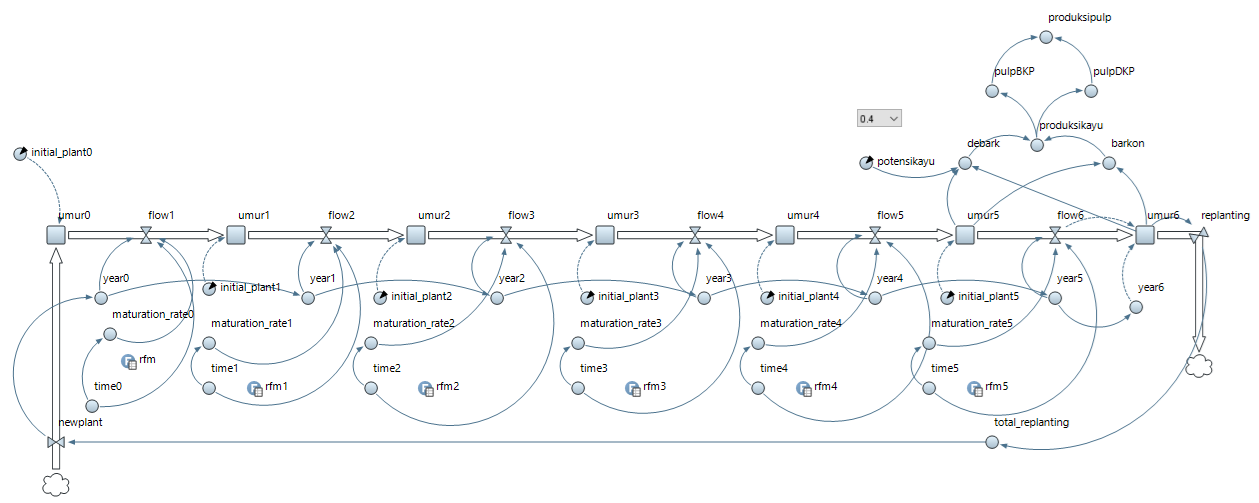 produksipulp
pulpBKP
pulpDKP
0.4
produksikayu
debark
barkon
initial_plant0
potensikayu
umur0
flow1
umur1
flow2
umur2
flow3
umur3
flow4
umur4
flow5
umur5
flow6
umur6
replanting
year0
initial_plant1
year1
initial_plant2
year2
initial_plant3
year3
initial_plant4
year4
initial_plant5
year5
year6
maturation_rate0
maturation_rate1
maturation_rate2
maturation_rate3
maturation_rate4
maturation_rate5
rfm
time0
time1
rfm1
time2
rfm2
time3
rfm3
time4
rfm4
time5
rfm5
newplant
total_replanting